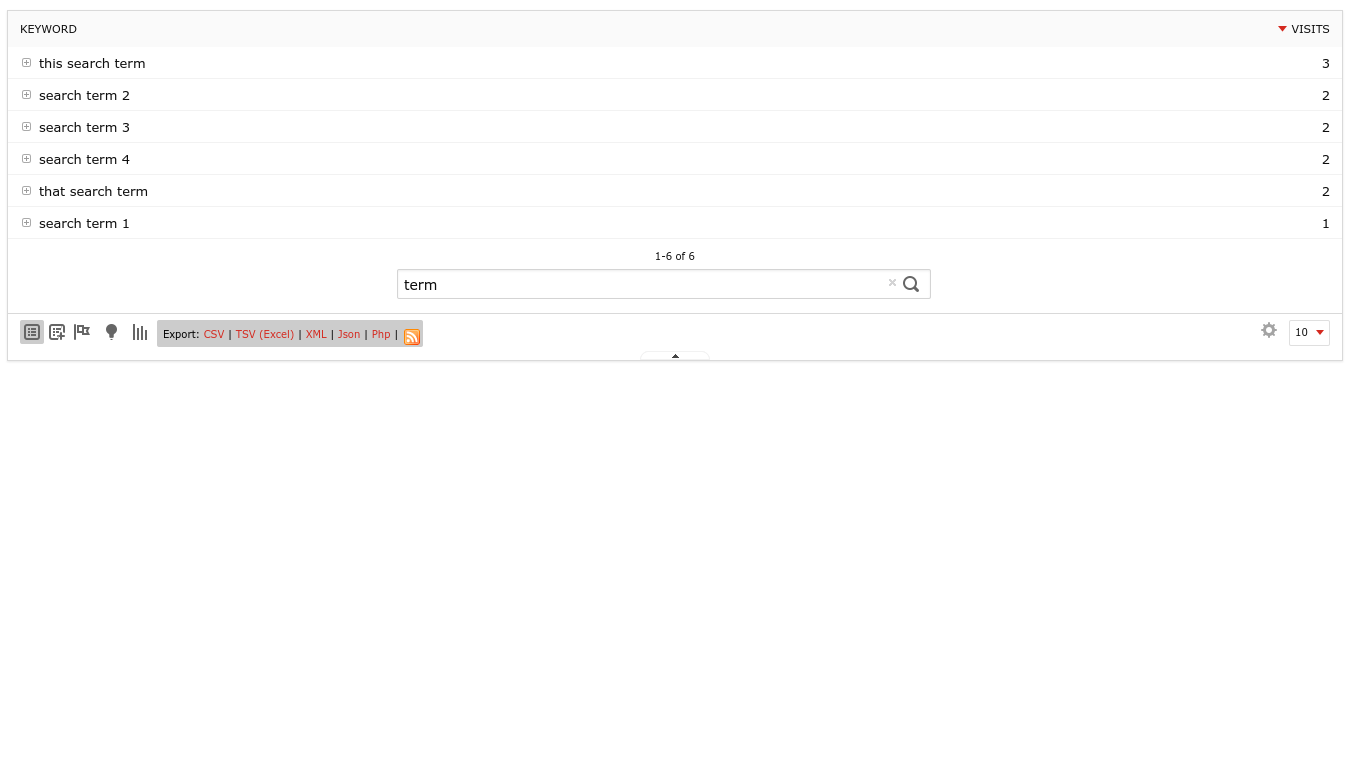 KEYWORD VISITS
this search term 3
search term 2 2
search term 3 2
search term 4 2
that search term 2
search term 1 1
1-6 of 6
term
Export: CSV | TSV (Excel) | XML | Json | Php |
10